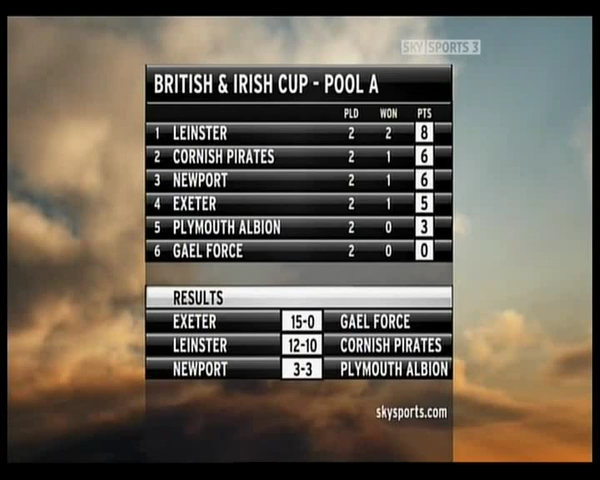 SKY SPORTS 3
BRITISH & IRISH CUP - POOL A
PLD WON PTS
1 LEINSTER 2 2 8
2 CORNISH PIRATES 2 1 6
3 NEWPORT 2 1 6
4 EXETER 2 1 5
5 PLYMOUTH ALBION 2 0 3
6 GAEL FORCE 2 0 0
RESULTS
EXETER 15-0 GAEL FORCE
LEINSTER 12-10 CORNISH PIRATES
NEWPORT 3-3 PLYMOUTH ALBION
skysports.com